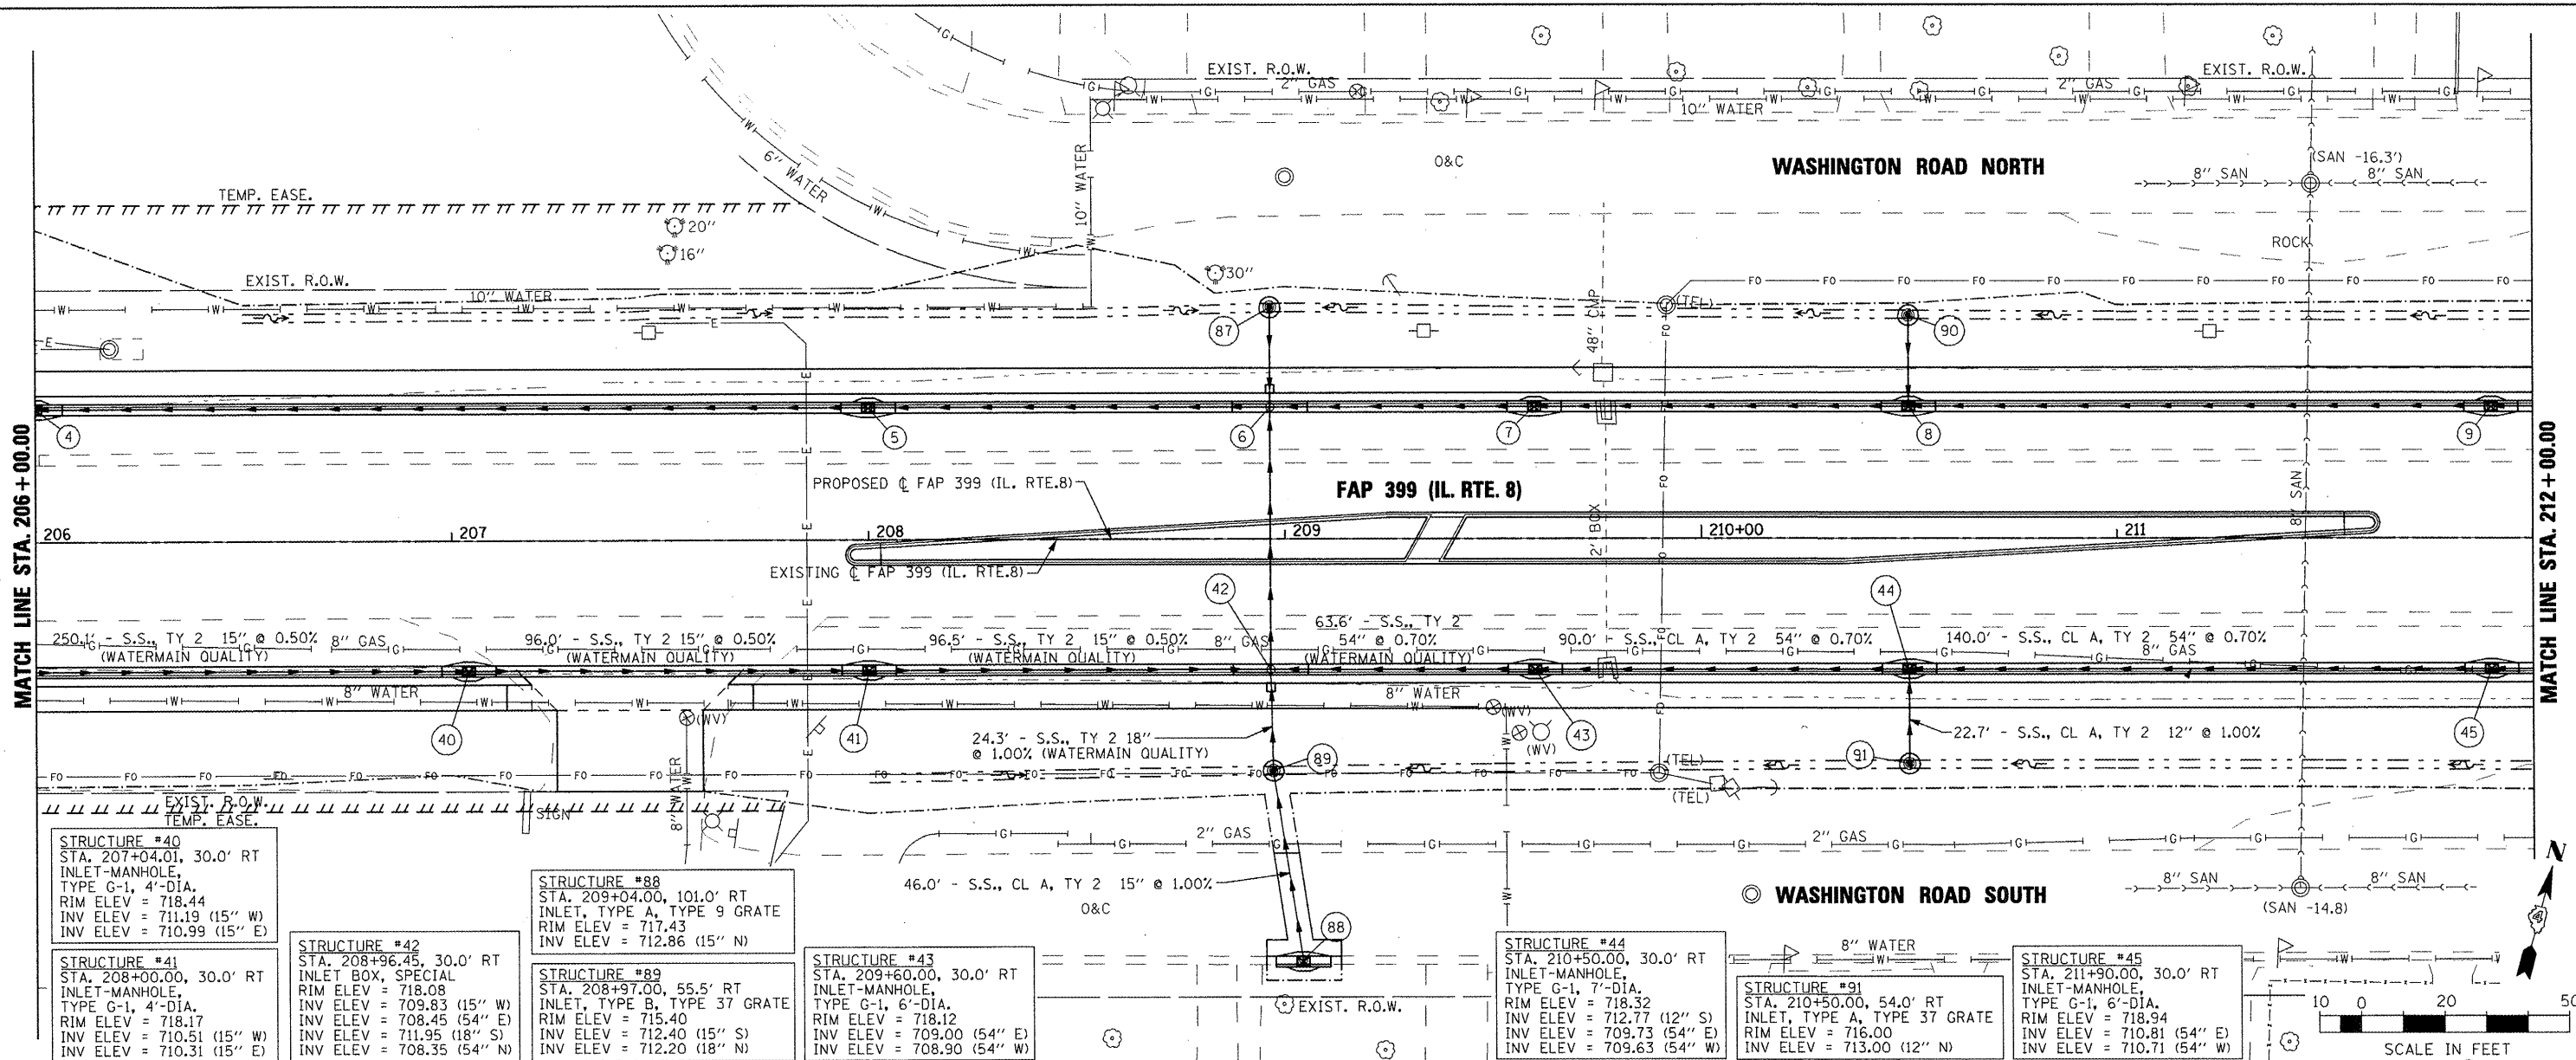 EXIST. R.O.W.
2" GAS
10" WATER
EXIST. R.O.W.
2" GAS
6" WATER
10" WATER
O&C
WASHINGTON ROAD NORTH
(SAN -16.3')
8" SAN
8" SAN
TEMP. EASE.
20"
16"
ROCK
EXIST. R.O.W.
10" WATER
30"
(TEL)
87
90
48" CMP
4
5
6
7
8
9
MATCH LINE STA. 206+00.00
MATCH LINE STA. 212+00.00
PROPOSED ℄ FAP 399 (IL. RTE.8)
FAP 399 (IL. RTE. 8)
8" SAN
206
207
208
209
210+00
211
2' BOX
EXISTING ℄ FAP 399 (IL. RTE.8)
42
44
250.1' - S.S., TY 2 15" @ 0.50%
(WATERMAIN QUALITY)
8" GAS
96.0' - S.S., TY 2 15" @ 0.50%
(WATERMAIN QUALITY)
96.5' - S.S., TY 2 15" @ 0.50%
(WATERMAIN QUALITY)
8" GAS
63.6' - S.S., TY 2
54" @ 0.70%
(WATERMAIN QUALITY)
90.0' - S.S., CL A, TY 2 54" @ 0.70%
140.0' - S.S., CL A, TY 2 54" @ 0.70%
8" GAS
8" WATER
8" WATER
(WV)
(WV)
(WV)
40
41
43
45
24.3' - S.S., TY 2 18"
@ 1.00% (WATERMAIN QUALITY)
22.7' - S.S., CL A, TY 2 12" @ 1.00%
89
91
(TEL)
(TEL)
EXIST. R.O.W.
TEMP. EASE.
SIGN
8" WATER
2" GAS
2" GAS
46.0' - S.S., CL A, TY 2 15" @ 1.00%
O&C
WASHINGTON ROAD SOUTH
8" SAN
8" SAN
(SAN -14.8)
88
8" WATER
EXIST. R.O.W.
N
STRUCTURE #40
STA. 207+04.01, 30.0' RT
INLET-MANHOLE,
TYPE G-1, 4'-DIA.
RIM ELEV = 718.44
INV ELEV = 711.19 (15" W)
INV ELEV = 710.99 (15" E)
STRUCTURE #41
STA. 208+00.00, 30.0' RT
INLET-MANHOLE,
TYPE G-1, 4'-DIA.
RIM ELEV = 718.17
INV ELEV = 710.51 (15" W)
INV ELEV = 710.31 (15" E)
STRUCTURE #42
STA. 208+96.45, 30.0' RT
INLET BOX, SPECIAL
RIM ELEV = 718.08
INV ELEV = 709.83 (15" W)
INV ELEV = 708.45 (54" E)
INV ELEV = 711.95 (18" S)
INV ELEV = 708.35 (54" N)
STRUCTURE #88
STA. 209+04.00, 101.0' RT
INLET, TYPE A, TYPE 9 GRATE
RIM ELEV = 717.43
INV ELEV = 712.86 (15" N)
STRUCTURE #89
STA. 208+97.00, 55.5' RT
INLET, TYPE B, TYPE 37 GRATE
RIM ELEV = 715.40
INV ELEV = 712.40 (15" S)
INV ELEV = 712.20 (18" N)
STRUCTURE #43
STA. 209+60.00, 30.0' RT
INLET-MANHOLE,
TYPE G-1, 6'-DIA.
RIM ELEV = 718.12
INV ELEV = 709.00 (54" E)
INV ELEV = 708.90 (54" W)
STRUCTURE #44
STA. 210+50.00, 30.0' RT
INLET-MANHOLE,
TYPE G-1, 7'-DIA.
RIM ELEV = 718.32
INV ELEV = 712.77 (12" S)
INV ELEV = 709.73 (54" E)
INV ELEV = 709.63 (54" W)
STRUCTURE #91
STA. 210+50.00, 54.0' RT
INLET, TYPE A, TYPE 37 GRATE
RIM ELEV = 716.00
INV ELEV = 713.00 (12" N)
STRUCTURE #45
STA. 211+90.00, 30.0' RT
INLET-MANHOLE,
TYPE G-1, 6'-DIA.
RIM ELEV = 718.94
INV ELEV = 710.81 (54" E)
INV ELEV = 710.71 (54" W)
10 0 20 50
SCALE IN FEET